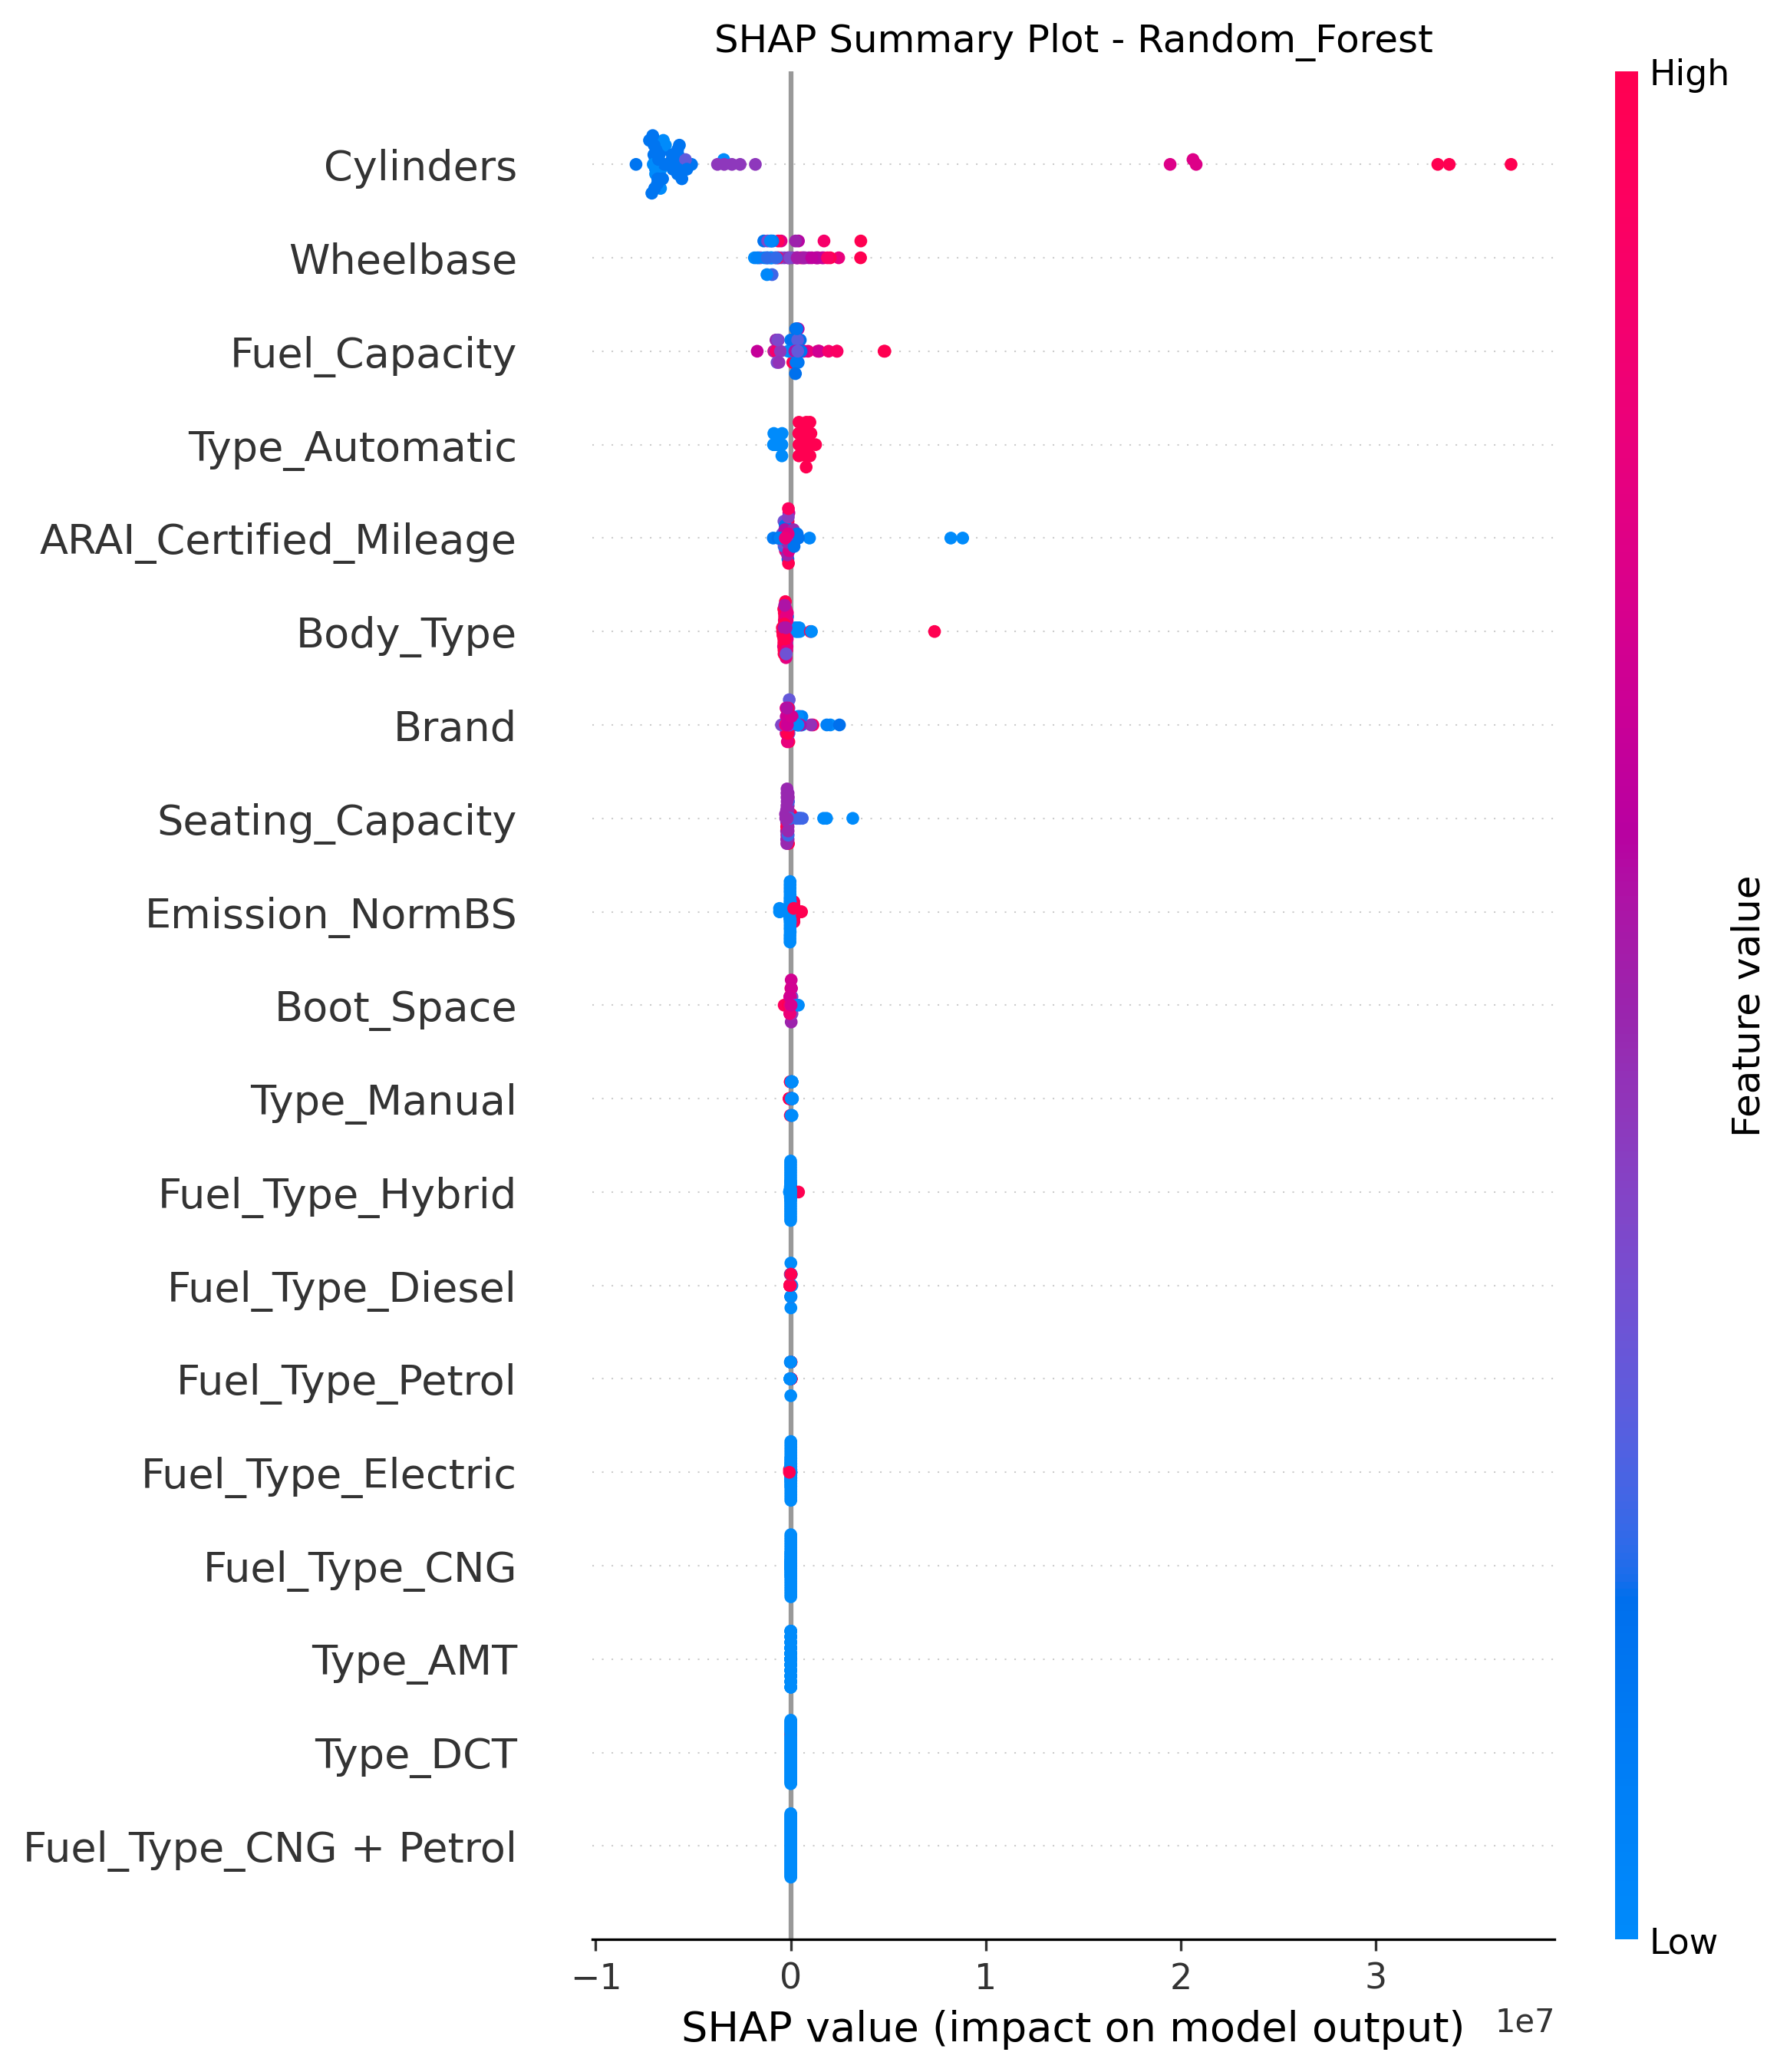 SHAP Summary Plot - Random_Forest
High
Cylinders
Wheelbase
Fuel_Capacity
Type_Automatic
ARAI_Certified_Mileage
Body_Type
Brand
Seating_Capacity
Emission_NormBS
Boot_Space
Type_Manual
Fuel_Type_Hybrid
Fuel_Type_Diesel
Fuel_Type_Petrol
Fuel_Type_Electric
Fuel_Type_CNG
Type_AMT
Type_DCT
Fuel_Type_CNG + Petrol
Feature value
Low
−1 0 1 2 3
1e7
SHAP value (impact on model output)